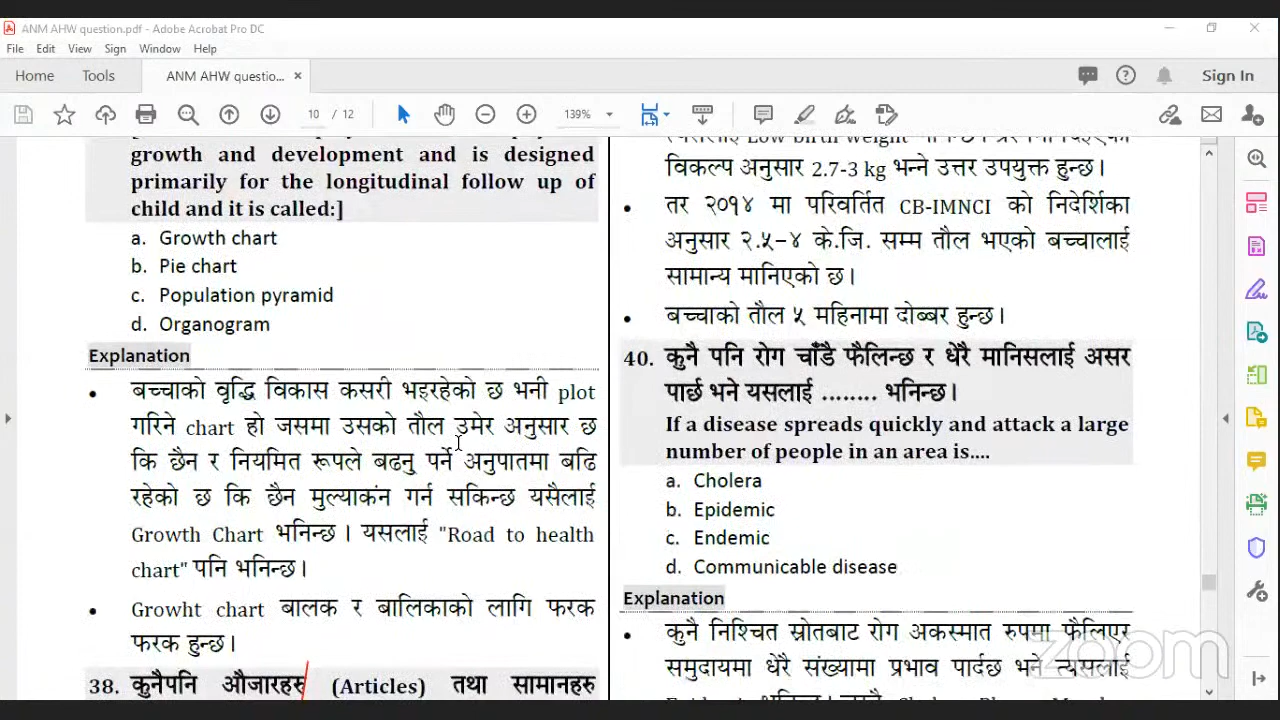 ANM AHW question.pdf - Adobe Acrobat Pro DC
File Edit View Sign Window Help
Home Tools ANM AHW questio... × Sign In
10 / 12 139%
growth and development and is designed
primarily for the longitudinal follow up of
child and it is called:]
a. Growth chart
b. Pie chart
c. Population pyramid
d. Organogram
Explanation
• बच्चाको वृद्धि विकास कसरी भइरहेको छ भनी plot
गरिने chart हो जसमा उसको तौल उमेर अनुसार छ
कि छैन र नियमित रूपले बढनु पर्ने अनुपातमा बढि
रहेको छ कि छैन मुल्याकंन गर्न सकिन्छ यसैलाई
Growth Chart भनिन्छ। यसलाई "Road to health
chart" पनि भनिन्छ।
• Growht chart बालक र बालिकाको लागि फरक
फरक हुन्छ।
38. कुनैपनि औजारहरु (Articles) तथा सामानहरु
Low birth weight
विकल्प अनुसार 2.7-3 kg भन्ने उत्तर उपयुक्त हुन्छ।
• तर २०१४ मा परिवर्तित CB-IMNCI को निदेर्शिका
अनुसार २.५–४ के.जि. सम्म तौल भएको बच्चालाई
सामान्य मानिएको छ।
• बच्चाको तौल ५ महिनामा दोब्बर हुन्छ।
40. कुनै पनि रोग चाँडै फैलिन्छ र धेरै मानिसलाई असर
पार्छ भने यसलाई ........ भनिन्छ।
If a disease spreads quickly and attack a large
number of people in an area is....
a. Cholera
b. Epidemic
c. Endemic
d. Communicable disease
Explanation
• कुनै निश्चित स्रोतबाट रोग अकस्मात रुपमा फैलिएर
समुदायमा धेरै संख्यामा प्रभाव पार्दछ भने त्यसलाई
zoom